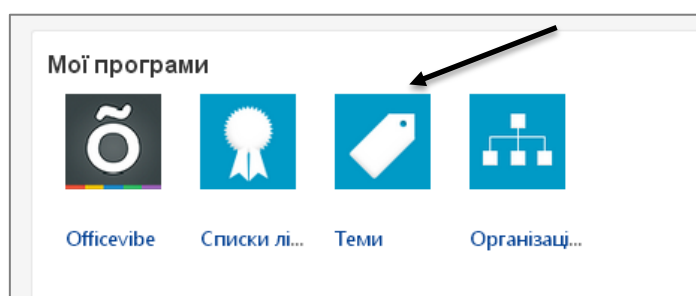 Мої програми
õ
Officevibe Списки лі... Теми Організаці...